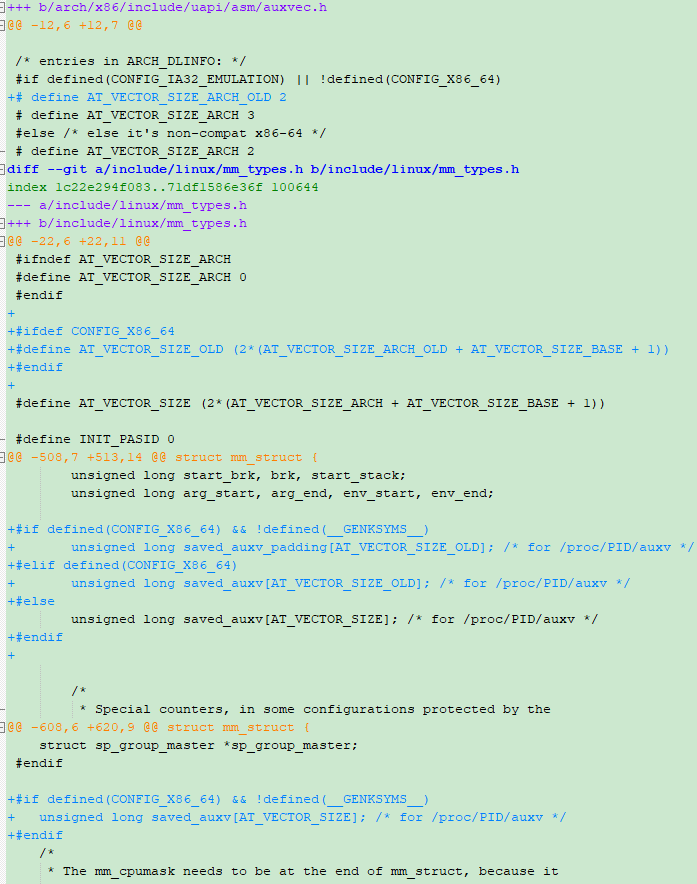 +++ b/arch/x86/include/uapi/asm/auxvec.h
@@ -12,6 +12,7 @@
 /* entries in ARCH_DLINFO: */
 #if defined(CONFIG_IA32_EMULATION) || !defined(CONFIG_X86_64)
+# define AT_VECTOR_SIZE_ARCH_OLD 2
 # define AT_VECTOR_SIZE_ARCH 3
 #else /* else it's non-compat x86-64 */
 # define AT_VECTOR_SIZE_ARCH 2
diff --git a/include/linux/mm_types.h b/include/linux/mm_types.h
index 1c22e294f083..71df1586e36f 100644
--- a/include/linux/mm_types.h
+++ b/include/linux/mm_types.h
@@ -22,6 +22,11 @@
 #ifndef AT_VECTOR_SIZE_ARCH
 #define AT_VECTOR_SIZE_ARCH 0
 #endif
+
+#ifdef CONFIG_X86_64
+#define AT_VECTOR_SIZE_OLD (2*(AT_VECTOR_SIZE_ARCH_OLD + AT_VECTOR_SIZE_BASE + 1))
+#endif
+
 #define AT_VECTOR_SIZE (2*(AT_VECTOR_SIZE_ARCH + AT_VECTOR_SIZE_BASE + 1))
 #define INIT_PASID 0
@@ -508,7 +513,14 @@ struct mm_struct {
        unsigned long start_brk, brk, start_stack;
        unsigned long arg_start, arg_end, env_start, env_end;
+#if defined(CONFIG_X86_64) && !defined(__GENKSYMS__)
+       unsigned long saved_auxv_padding[AT_VECTOR_SIZE_OLD]; /* for /proc/PID/auxv */
+#elif defined(CONFIG_X86_64)
+       unsigned long saved_auxv[AT_VECTOR_SIZE_OLD]; /* for /proc/PID/auxv */
+#else
        unsigned long saved_auxv[AT_VECTOR_SIZE]; /* for /proc/PID/auxv */
+#endif
+
        /*
         * Special counters, in some configurations protected by the
@@ -608,6 +620,9 @@ struct mm_struct {
    struct sp_group_master *sp_group_master;
 #endif
+#if defined(CONFIG_X86_64) && !defined(__GENKSYMS__)
+   unsigned long saved_auxv[AT_VECTOR_SIZE]; /* for /proc/PID/auxv */
+#endif
    /*
     * The mm_cpumask needs to be at the end of mm_struct, because it